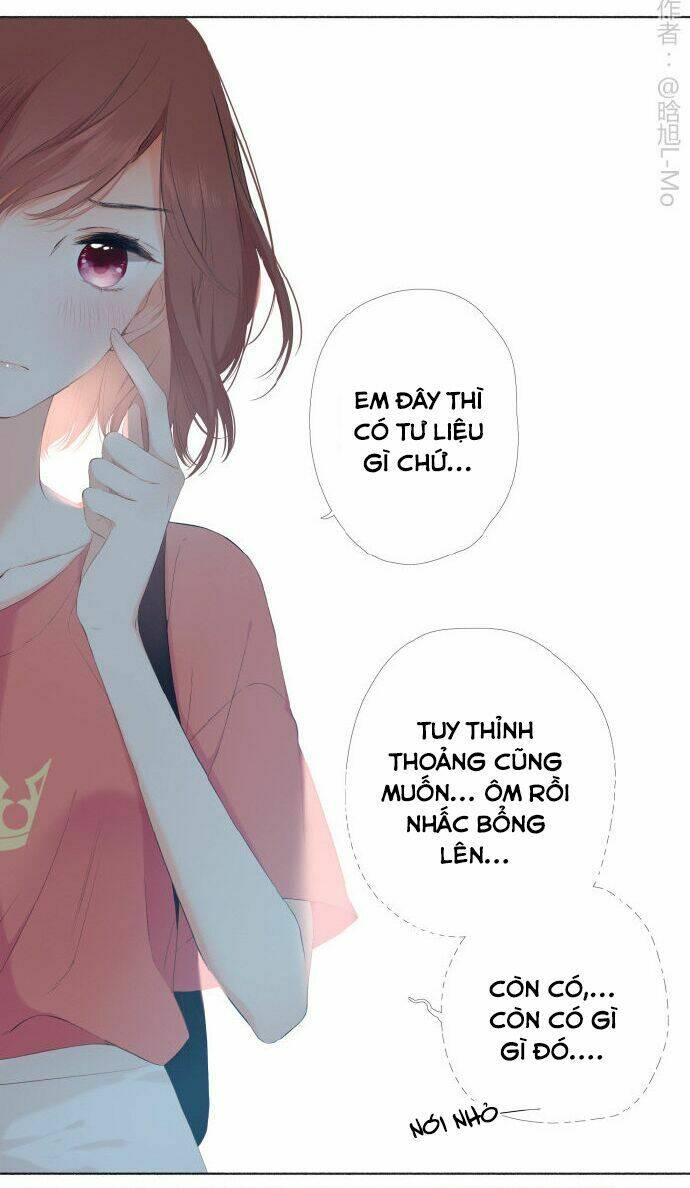 作者：@晗旭L-Mo
EM ĐÂY THÌ
CÓ TƯ LIỆU
GÌ CHỨ...
TUY THỈNH
THOẢNG CŨNG
MUỐN... ÔM RỒI
NHẤC BỔNG
LÊN...
CÒN CÓ,...
CÒN CÓ GÌ
GÌ ĐÓ....
NÓI NHỎ